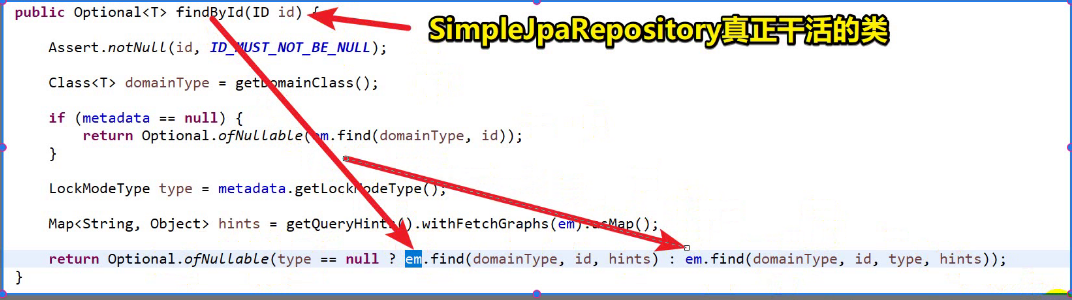 public Optional<T> findById(ID id) {
SimpleJpaRepository真正干活的类
Assert.notNull(id, ID_MUST_NOT_BE_NULL);
Class<T> domainType = getDomainClass();
if (metadata == null) {
return Optional.ofNullable(em.find(domainType, id));
}
LockModeType type = metadata.getLockModeType();
Map<String, Object> hints = getQueryHints().withFetchGraphs(em).asMap();
return Optional.ofNullable(type == null ? em.find(domainType, id, hints) : em.find(domainType, id, type, hints));
}